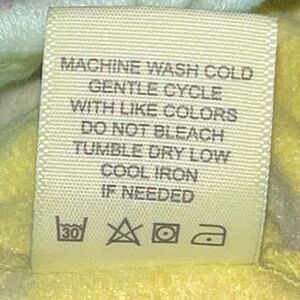 MACHINE WASH COLD
GENTLE CYCLE
WITH LIKE COLORS
DO NOT BLEACH
TUMBLE DRY LOW
COOL IRON
IF NEEDED
30